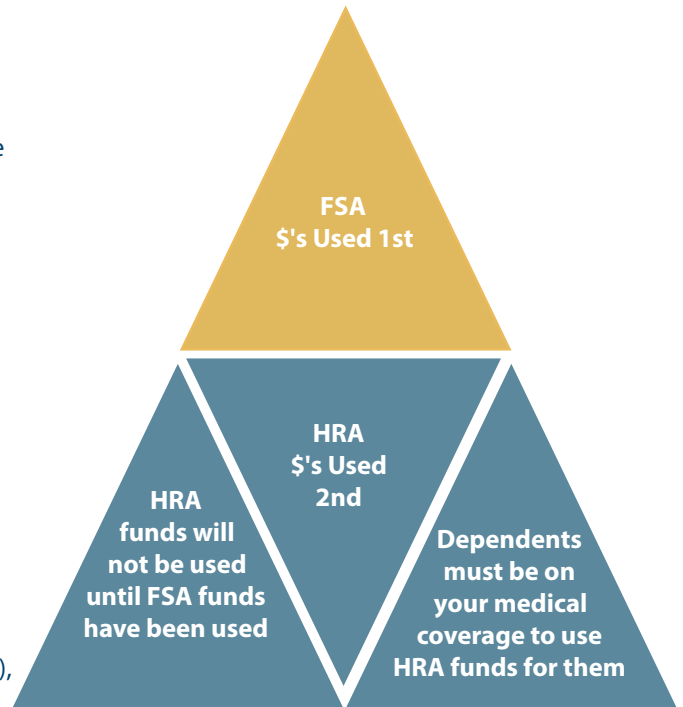 e
FSA
$'s Used 1st
HRA
$'s Used
2nd
HRA
funds will
not be used
until FSA funds
have been used
Dependents
must be on
your medical
coverage to use
HRA funds for them
),